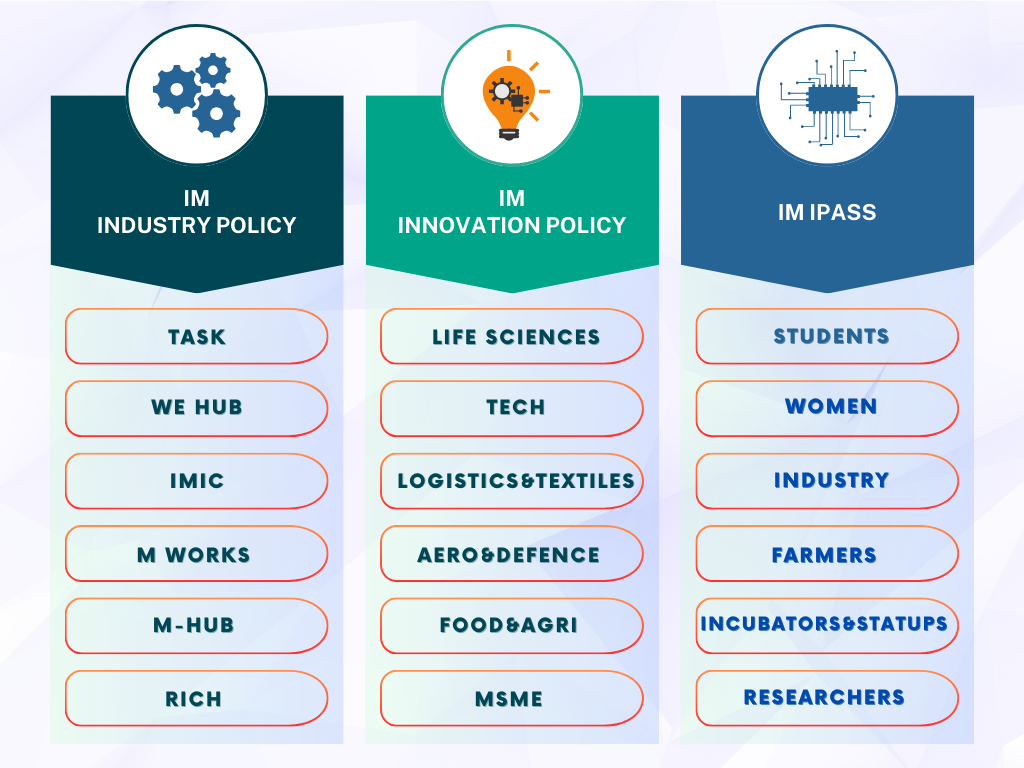 IM
INDUSTRY POLICY
TASK
WE HUB
IMIC
M WORKS
M-HUB
RICH
IM
INNOVATION POLICY
LIFE SCIENCES
TECH
LOGISTICS&TEXTILES
AERO&DEFENCE
FOOD&AGRI
MSME
IM IPASS
STUDENTS
WOMEN
INDUSTRY
FARMERS
INCUBATORS&STATUPS
RESEARCHERS